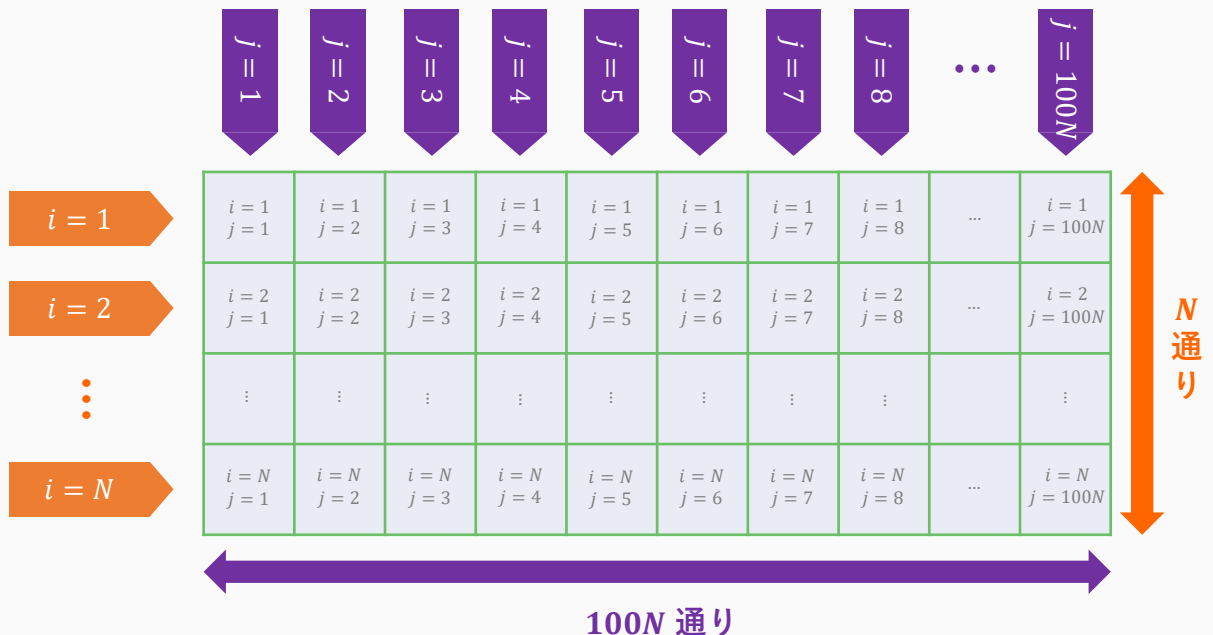 j = 1
j = 2
j = 3
j = 4
j = 5
j = 6
j = 7
j = 8
...
j = 100N
i = 1
i = 1
j = 1
i = 1
j = 2
i = 1
j = 3
i = 1
j = 4
i = 1
j = 5
i = 1
j = 6
i = 1
j = 7
i = 1
j = 8
...
i = 1
j = 100N
i = 2
i = 2
j = 1
i = 2
j = 2
i = 2
j = 3
i = 2
j = 4
i = 2
j = 5
i = 2
j = 6
i = 2
j = 7
i = 2
j = 8
...
i = 2
j = 100N
⋮
⋮
⋮
⋮
⋮
⋮
⋮
⋮
⋮
⋮
i = N
i = N
j = 1
i = N
j = 2
i = N
j = 3
i = N
j = 4
i = N
j = 5
i = N
j = 6
i = N
j = 7
i = N
j = 8
...
i = N
j = 100N
N
通
り
100N 通り